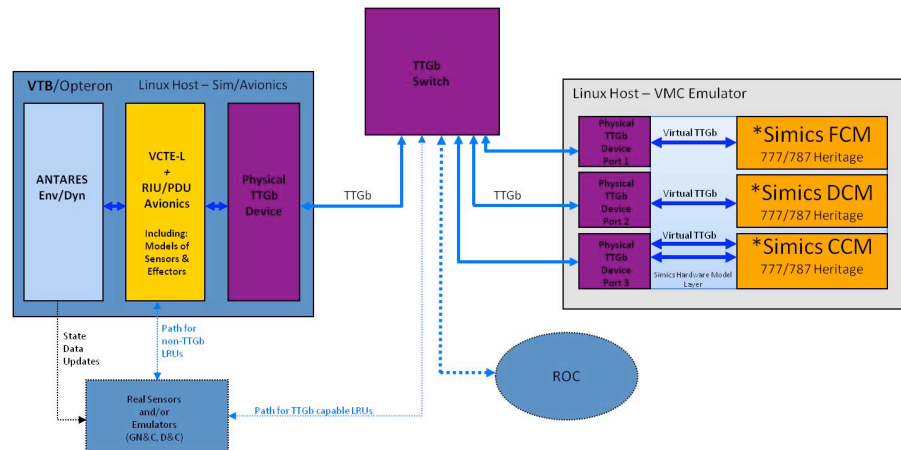 TTGb
Switch
VTB/Opteron
Linux Host – Sim/Avionics
ANTARES
Env/Dyn
VCTE-L
+
RIU/PDU
Avionics
Including:
Models of
Sensors &
Effectors
Physical
TTGb
Device
TTGb
TTGb
Linux Host – VMC Emulator
Physical
TTGb
Device
Port 1
Virtual TTGb
*Simics FCM
777/787 Heritage
Physical
TTGb
Device
Port 2
Virtual TTGb
*Simics DCM
777/787 Heritage
Physical
TTGb
Device
Port 3
Virtual TTGb
Simics Hardware Model
Layer
*Simics CCM
777/787 Heritage
State
Data
Updates
Path for
non-TTGb
LRUs
Real Sensors
and/or
Emulators
(GN&C, D&C)
Path for TTGb capable LRUs
ROC